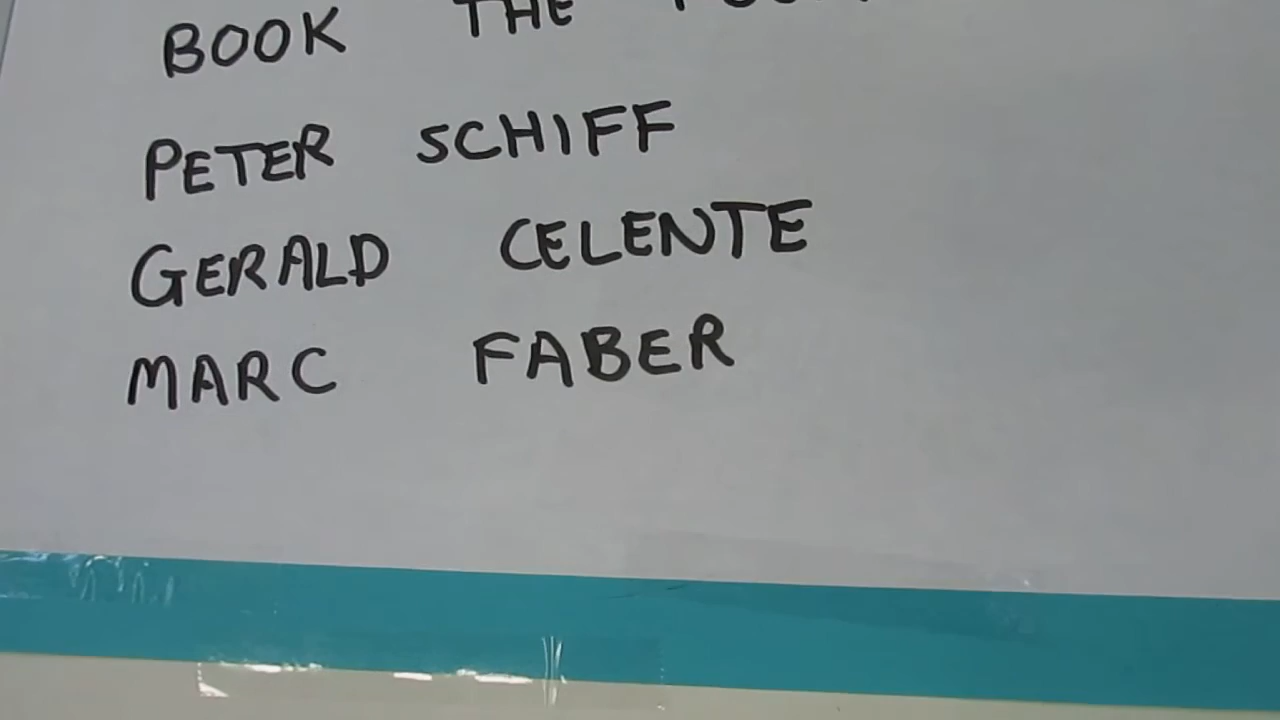 BOOK THE
PETER SCHIFF
GERALD CELENTE
MARC FABER